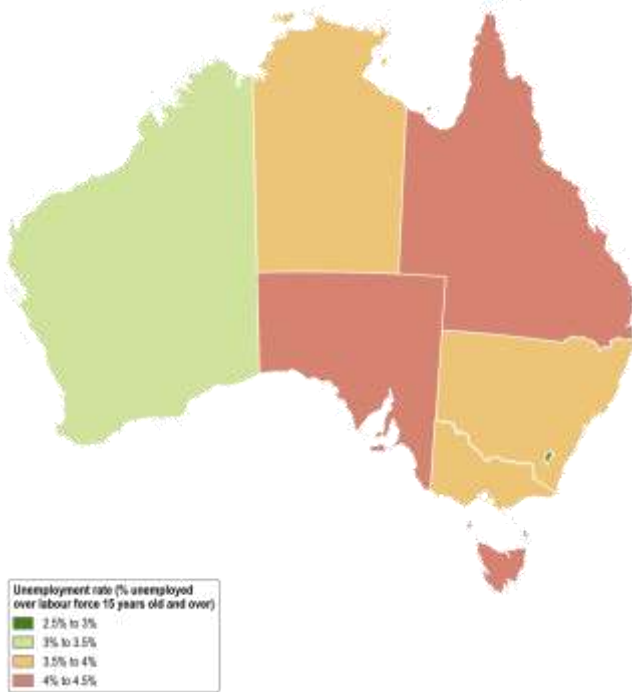 Unemployment rate (% unemployed
over labour force 15 years old and over)
2.5% to 3%
3% to 3.5%
3.5% to 4%
4% to 4.5%